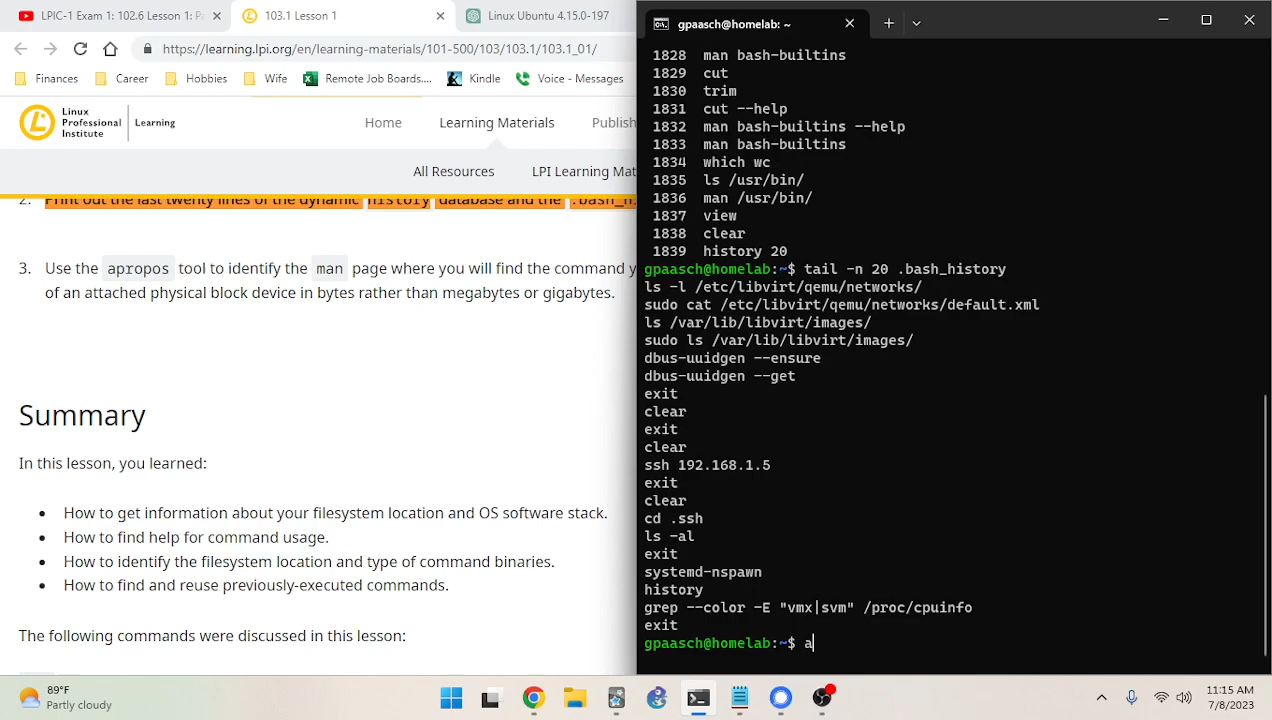 LPIC-1 Exam 1: 102.6 Lesson 1: P
103.1 Lesson 1
Linux Ubuntu 4.15.0-197
https://learning.lpi.org/en/learning-materials/101-500/103/103.1/103.1_01/
Finances
Career
Hobbies
Wife
Remote Job Boards....
Kindle
Voice - Messages
Linux
Professional
Institute
Learning
Home
Learning Materials
Publish
All Resources
LPI Learning Mat
2. Print out the last twenty lines of the dynamic history database and the .bash_hi
3. Use the apropos tool to identify the man page where you will find the command y
of an attached physical block device in bytes rather than megabytes or gigabytes.
Summary
In this lesson, you learned:
• How to get information about your filesystem location and OS software stack.
• How to find help for command usage.
• How to identify the filesystem location and type of command binaries.
• How to find and reuse previously-executed commands.
The following commands were discussed in this lesson:
gpaasch@homelab: ~
1828 man bash-builtins
1829 cut
1830 trim
1831 cut --help
1832 man bash-builtins --help
1833 man bash-builtins
1834 which wc
1835 ls /usr/bin/
1836 man /usr/bin/
1837 view
1838 clear
1839 history 20
gpaasch@homelab:~$ tail -n 20 .bash_history
ls -l /etc/libvirt/qemu/networks/
sudo cat /etc/libvirt/qemu/networks/default.xml
ls /var/lib/libvirt/images/
sudo ls /var/lib/libvirt/images/
dbus-uuidgen --ensure
dbus-uuidgen --get
exit
clear
exit
clear
ssh 192.168.1.5
exit
clear
cd .ssh
ls -al
exit
systemd-nspawn
history
grep --color -E "vmx|svm" /proc/cpuinfo
exit
gpaasch@homelab:~$ a
89°F
Partly cloudy
11:15 AM
7/8/2023